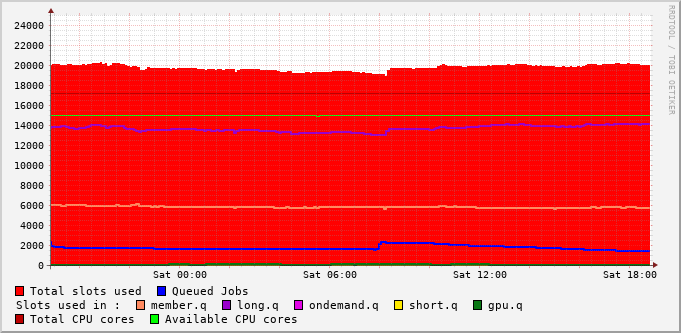 24000
22000
20000
18000
16000
14000
12000
10000
8000
6000
4000
2000
0
Sat 00:00 Sat 06:00 Sat 12:00 Sat 18:00
RRDTOOL / TOBI OETIKER
Total slots used Queued Jobs
Slots used in : member.q long.q ondemand.q short.q gpu.q
Total CPU cores Available CPU cores